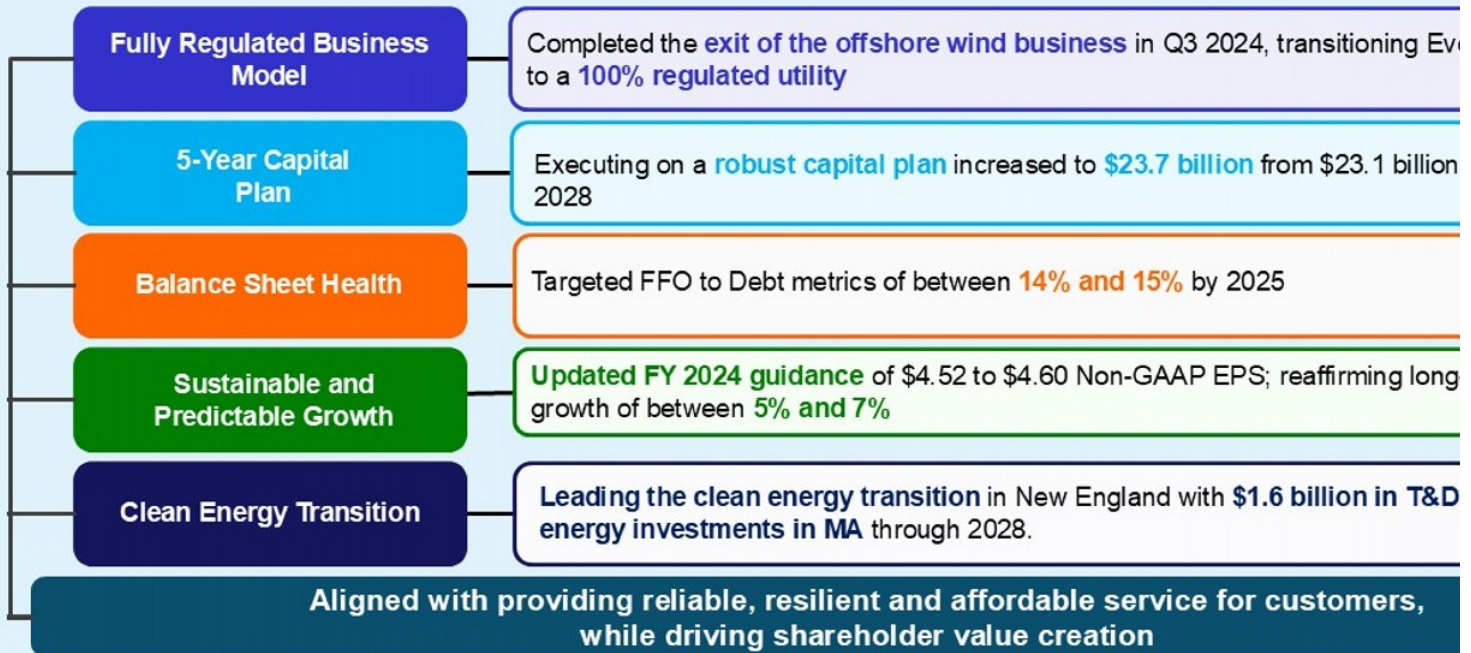 Fully Regulated Business
Model
Completed the exit of the offshore wind business in Q3 2024, transitioning
to a 100% regulated utility
5-Year Capital
Plan
Executing on a robust capital plan increased to $23.7 billion from $23.1 billion
2028
Balance Sheet Health
Targeted FFO to Debt metrics of between 14% and 15% by 2025
Sustainable and
Predictable Growth
Updated FY 2024 guidance of $4.52 to $4.60 Non-GAAP EPS; reaffirming long-
growth of between 5% and 7%
Clean Energy Transition
Leading the clean energy transition in New England with $1.6 billion in T&D
energy investments in MA through 2028.
Aligned with providing reliable, resilient and affordable service for customers,
while driving shareholder value creation